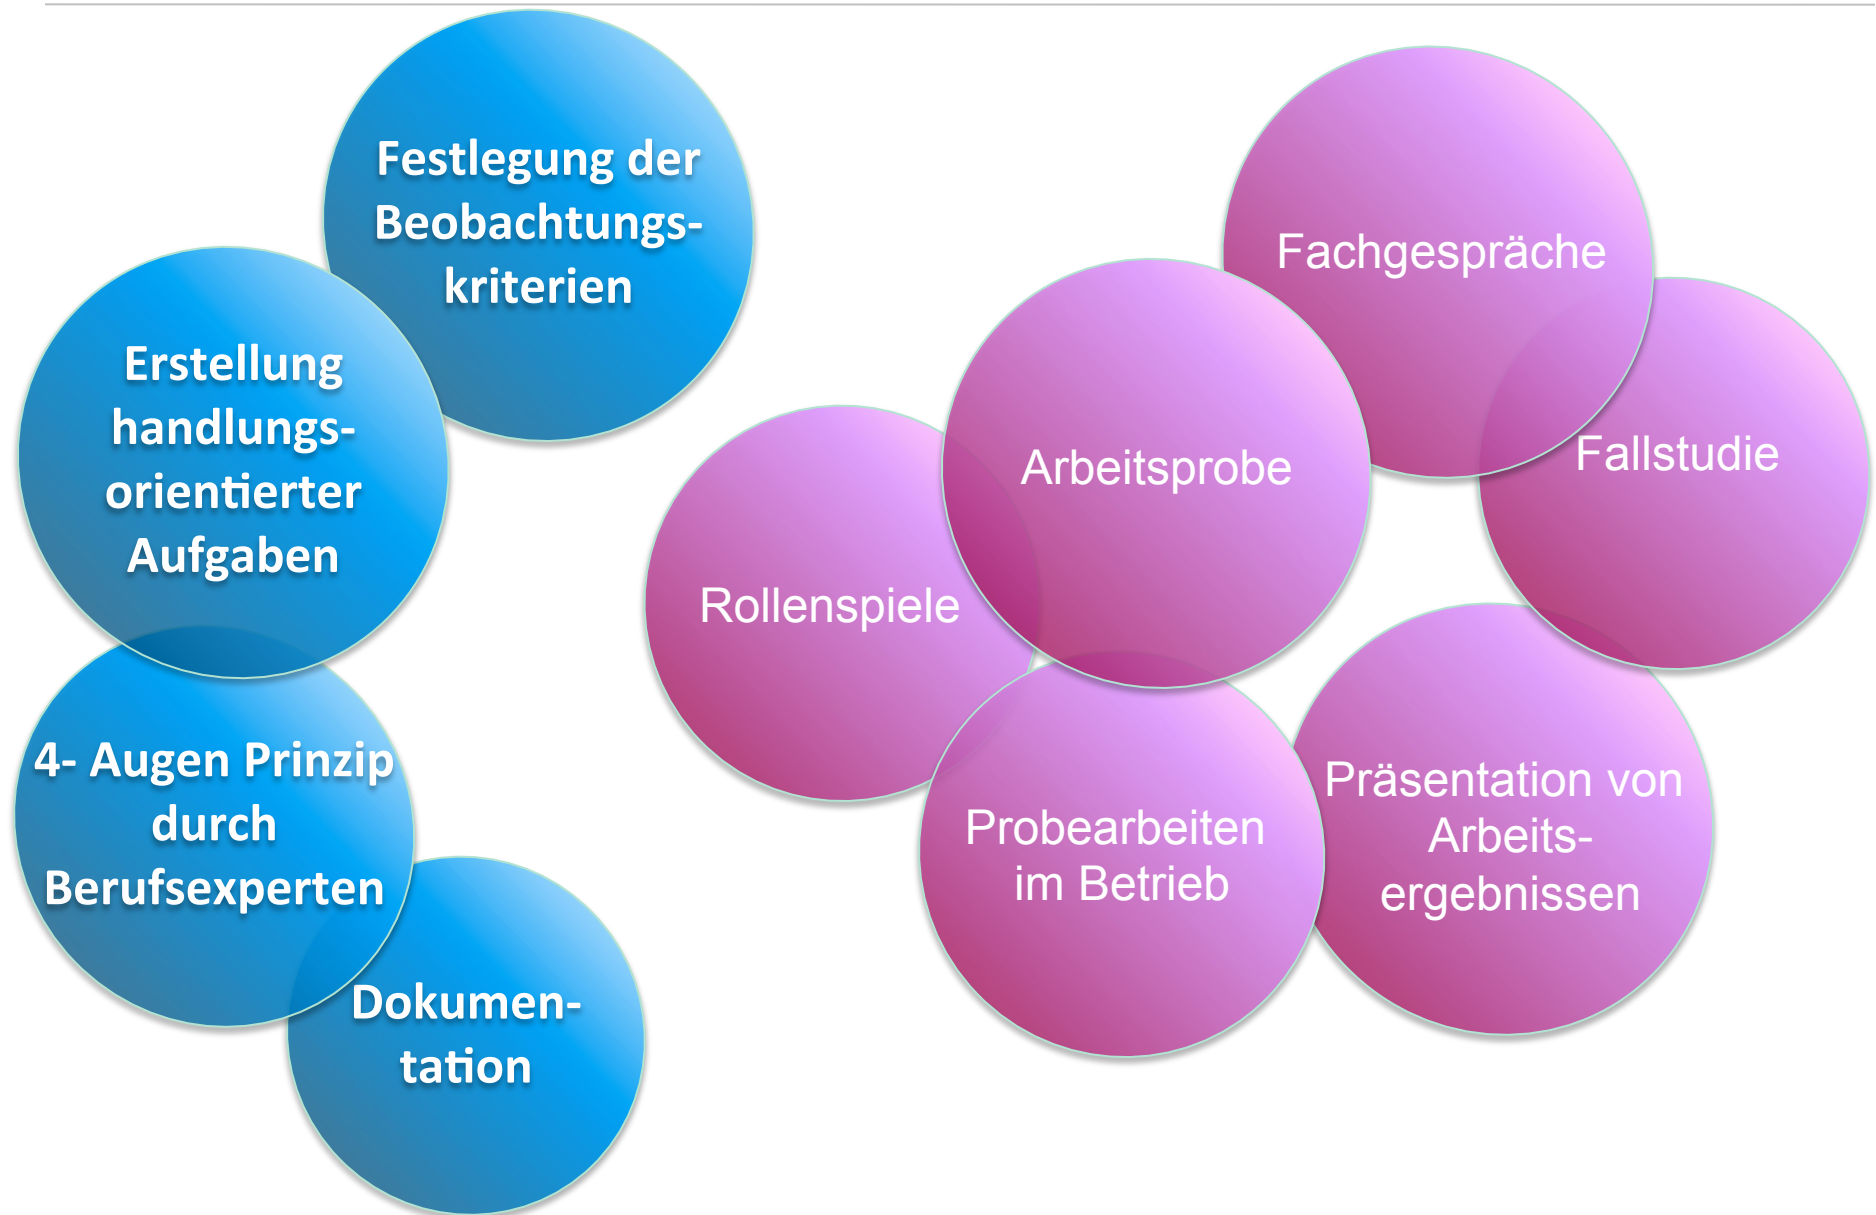 Festlegung der
Beobachtungs-
kriterien
Erstellung
handlungs-
orientierter
Aufgaben
4- Augen Prinzip
durch
Berufsexperten
Dokumen-
tation
Fachgespräche
Arbeitsprobe
Fallstudie
Rollenspiele
Probearbeiten
im Betrieb
Präsentation von
Arbeits-
ergebnissen